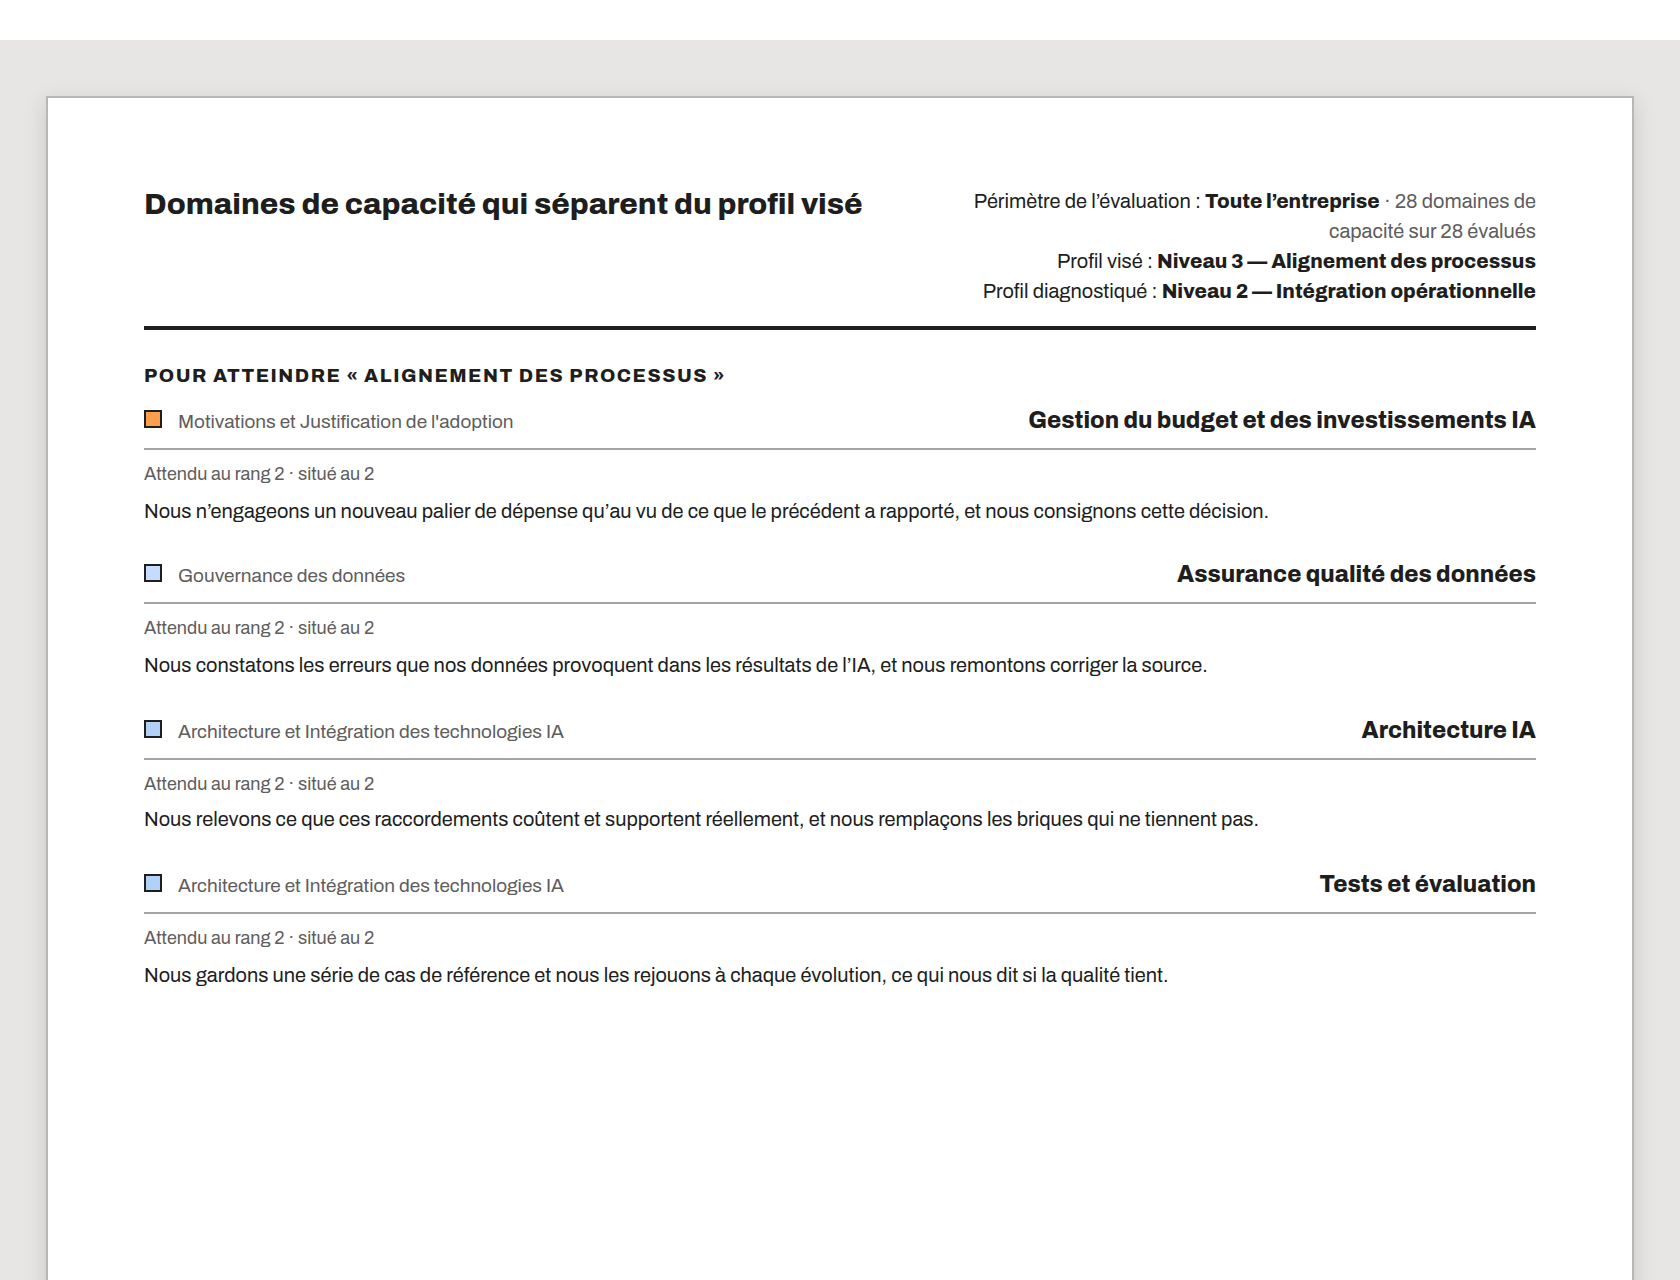 Domaines de capacité qui séparent du profil visé
Périmètre de l’évaluation : Toute l’entreprise · 28 domaines de
capacité sur 28 évalués
Profil visé : Niveau 3 — Alignement des processus
Profil diagnostiqué : Niveau 2 — Intégration opérationnelle
POUR ATTEINDRE « ALIGNEMENT DES PROCESSUS »
Motivations et Justification de l'adoption
Gestion du budget et des investissements IA
Attendu au rang 2 · situé au 2
Nous n’engageons un nouveau palier de dépense qu’au vu de ce que le précédent a rapporté, et nous consignons cette décision.
Gouvernance des données
Assurance qualité des données
Attendu au rang 2 · situé au 2
Nous constatons les erreurs que nos données provoquent dans les résultats de l’IA, et nous remontons corriger la source.
Architecture et Intégration des technologies IA
Architecture IA
Attendu au rang 2 · situé au 2
Nous relevons ce que ces raccordements coûtent et supportent réellement, et nous remplaçons les briques qui ne tiennent pas.
Architecture et Intégration des technologies IA
Tests et évaluation
Attendu au rang 2 · situé au 2
Nous gardons une série de cas de référence et nous les rejouons à chaque évolution, ce qui nous dit si la qualité tient.